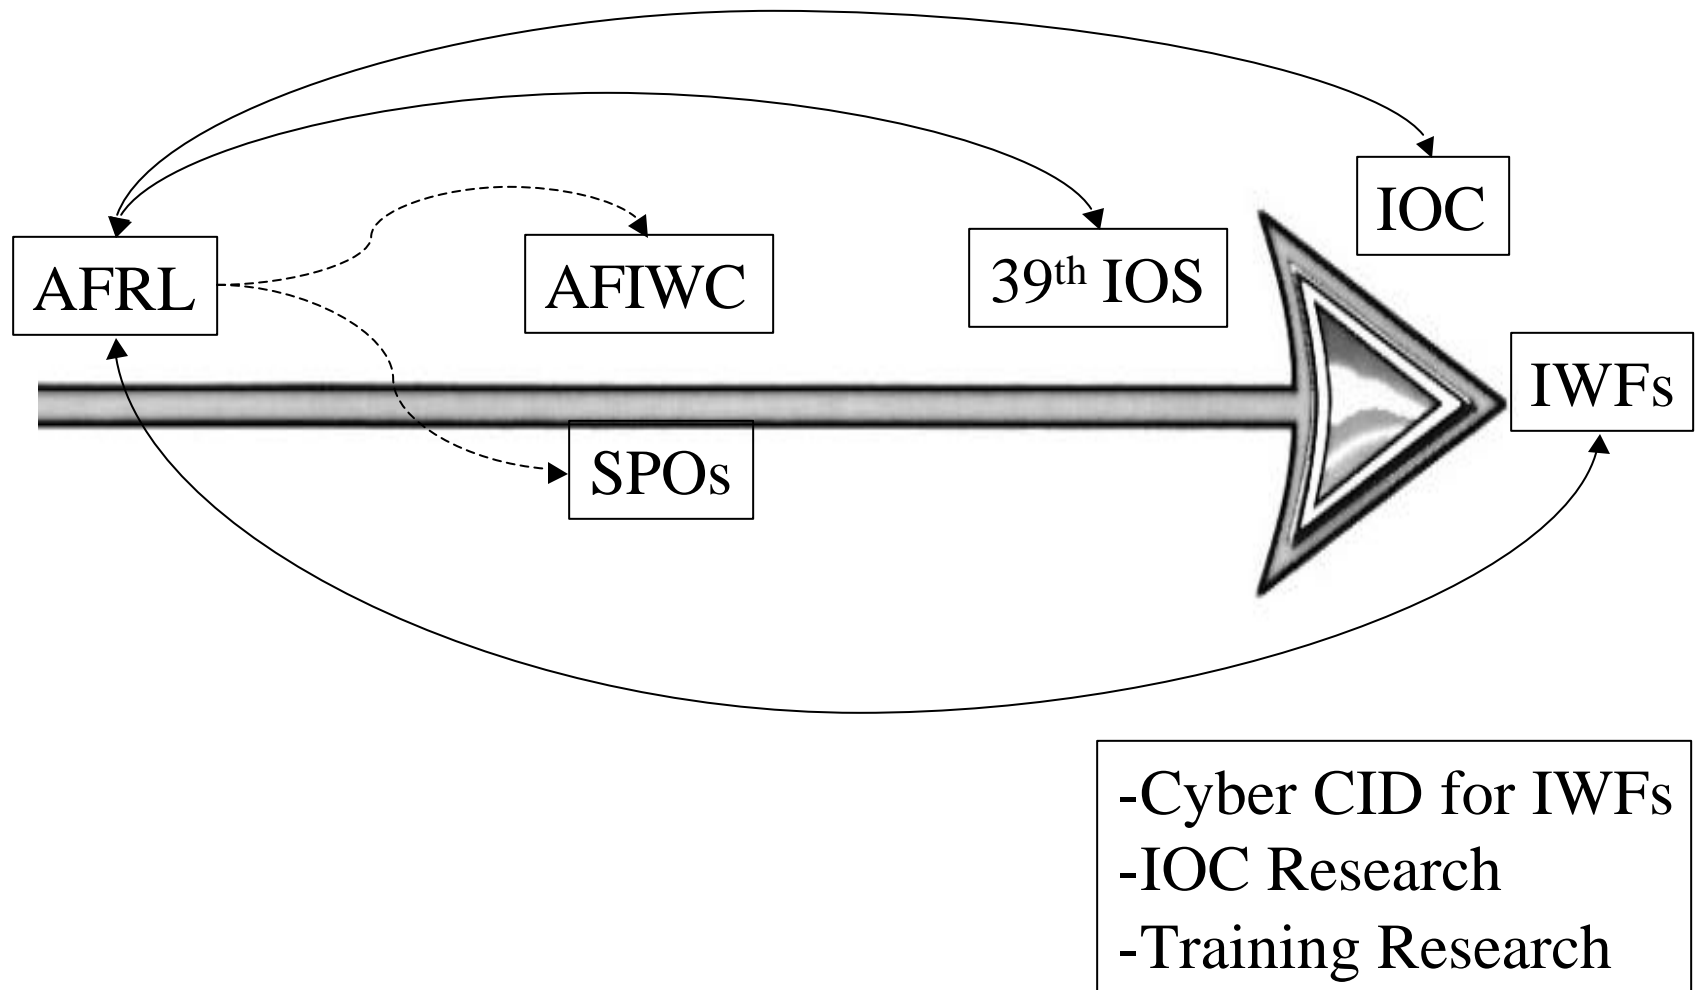 IOC
AFRL
AFIWC
39th IOS
IWFs
SPOs
-Cyber CID for IWFs
-IOC Research
-Training Research